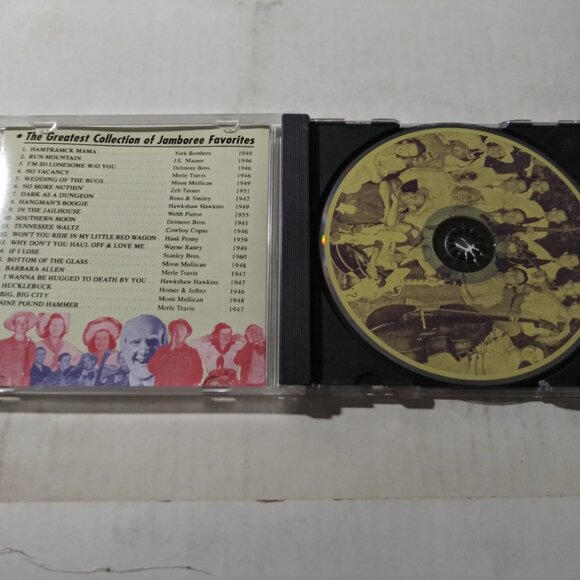 • The Greatest Collection of Jamboree Favorites
1. HAMTRAMCK MAMA York Brothers 1940
2. RUN MOUNTAIN J.E. Mainer 1946
3. I'M SO LONESOME W/O YOU Delmore Bros. 1946
4. NO VACANCY Merle Travis 1946
5. WEDDING OF THE BUGS Moon Mullican 1949
6. NO MORE NUTHIN' Zeb Turner 1951
7. DARK AS A DUNGEON Reno & Smiley 1947
8. HANGMAN'S BOOGIE Hawkshaw Hawkins 1949
9. IN THE JAILHOUSE Webb Pierce 1955
10. SOUTHERN MOON Delmore Bros. 1941
11. TENNESSEE WALTZ Cowboy Copas 1946
12. WON'T YOU RIDE IN MY LITTLE RED WAGON Hank Penny 1939
13. WHY DON'T YOU HAUL OFF & LOVE ME Wayne Raney 1949
4. IF I LOSE Stanley Bros. 1960
BOTTOM OF THE GLASS Moon Mullican 1948
BARBARA ALLEN Merle Travis 1947
I WANNA BE HUGGED TO DEATH BY YOU Hawkshaw Hawkins 1947
HUCKLEBUCK Homer & Jethro 1946
BIG, BIG CITY Moon Mullican 1948
NINE POUND HAMMER Merle Travis 1947